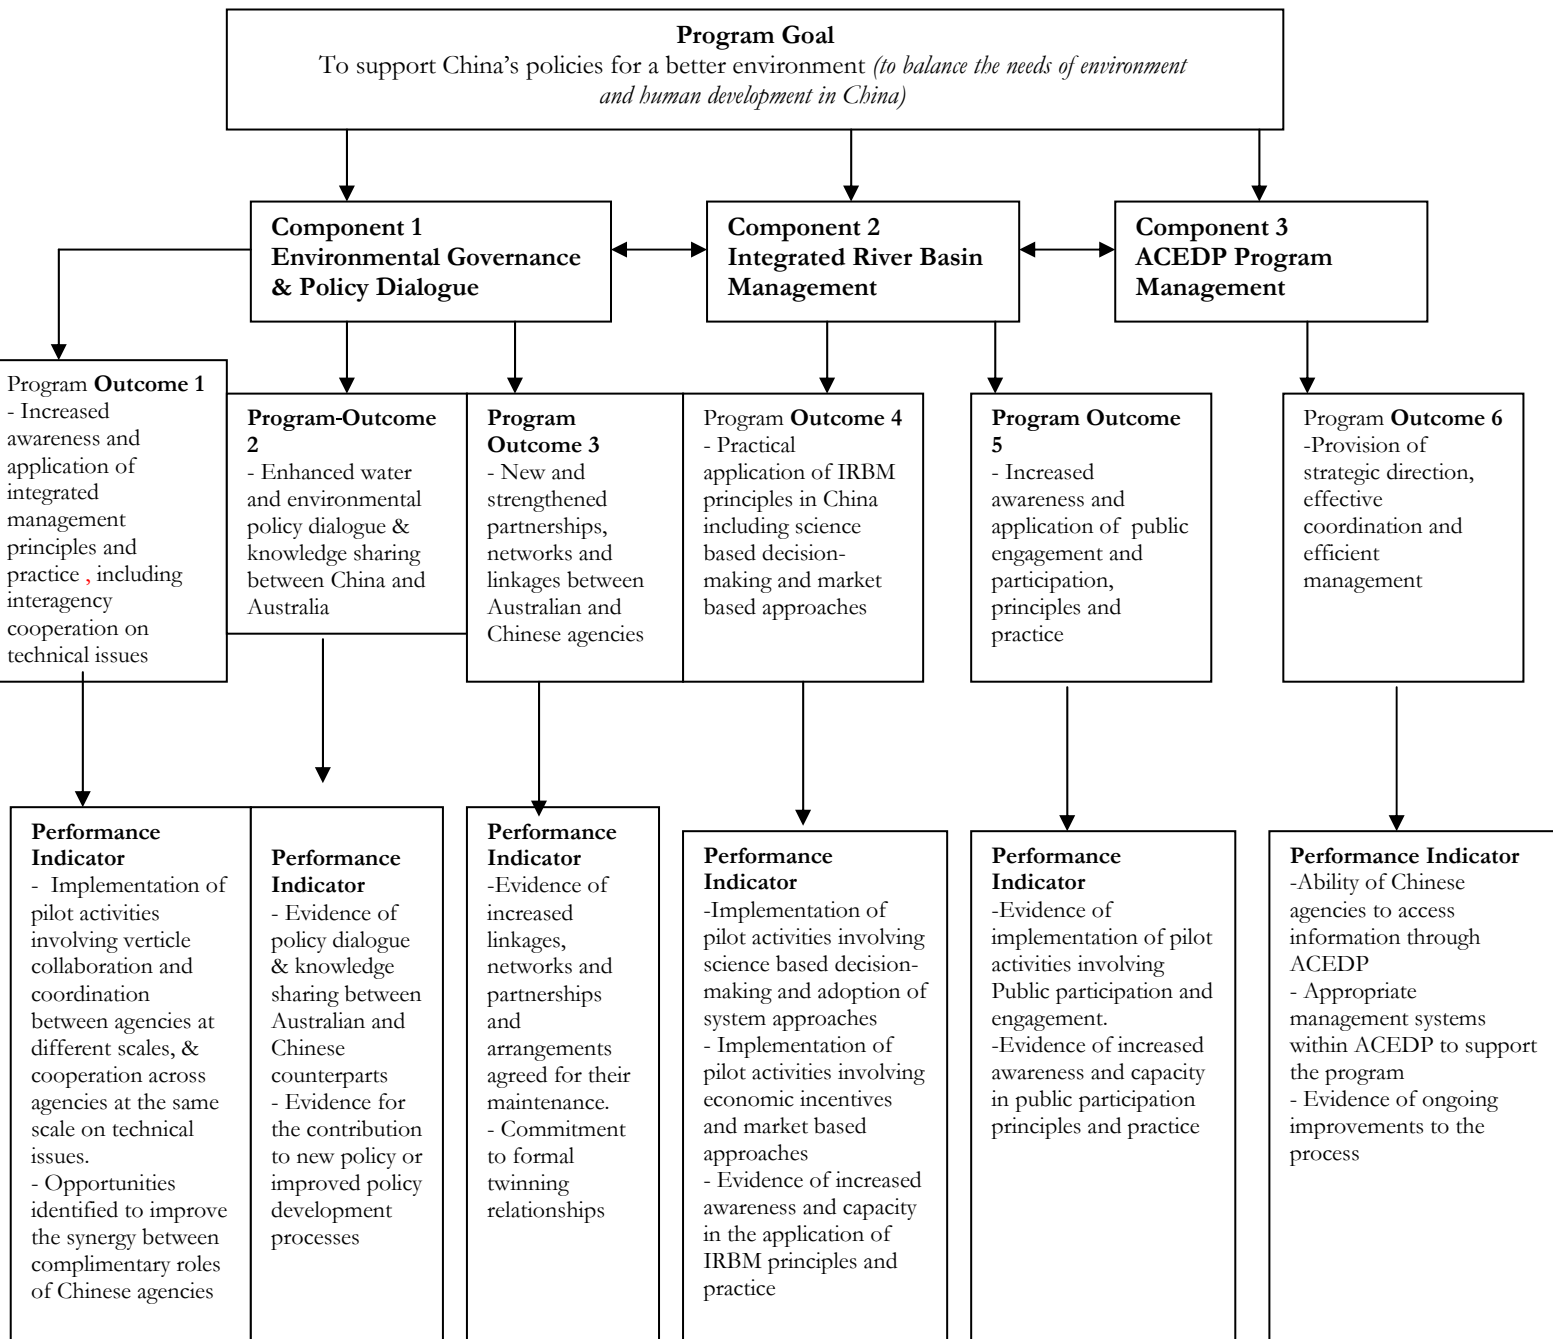 Program Goal
To support China's policies for a better environment (to balance the needs of environment
and human development in China)
Component 1
Environmental Governance
& Policy Dialogue
Component 2
Integrated River Basin
Management
Component 3
ACEDP Program
Management
Program Outcome 1
- Increased
awareness and
application of
integrated
management
principles and
practice , including
interagency
cooperation on
technical issues
Program-Outcome
2
- Enhanced water
and environmental
policy dialogue &
knowledge sharing
between China and
Australia
Program
Outcome 3
- New and
strengthened
partnerships,
networks and
linkages between
Australian and
Chinese agencies
Program Outcome 4
- Practical
application of IRBM
principles in China
including science
based decision-
making and market
based approaches
Program Outcome
5
- Increased
awareness and
application of public
engagement and
participation,
principles and
practice
Program Outcome 6
-Provision of
strategic direction,
effective
coordination and
efficient
management
Performance
Indicator
- Implementation of
pilot activities
involving verticle
collaboration and
coordination
between agencies at
different scales, &
cooperation across
agencies at the same
scale on technical
issues.
- Opportunities
identified to improve
the synergy between
complimentary roles
of Chinese agencies
Performance
Indicator
- Evidence of
policy dialogue
& knowledge
sharing between
Australian and
Chinese
counterparts
- Evidence for
the contribution
to new policy or
improved policy
development
processes
Performance
Indicator
-Evidence of
increased
linkages,
networks and
partnerships
and
arrangements
agreed for their
maintenance.
- Commitment
to formal
twinning
relationships
Performance
Indicator
-Implementation of
pilot activities involving
science based decision-
making and adoption of
system approaches
- Implementation of
pilot activities involving
economic incentives
and market based
approaches
- Evidence of increased
awareness and capacity
in the application of
IRBM principles and
practice
Performance
Indicator
-Evidence of
implementation of pilot
activities involving
Public participation and
engagement.
-Evidence of increased
awareness and capacity
in public participation
principles and practice
Performance Indicator
-Ability of Chinese
agencies to access
information through
ACEDP
- Appropriate
management systems
within ACEDP to support
the program
- Evidence of ongoing
improvements to the
process